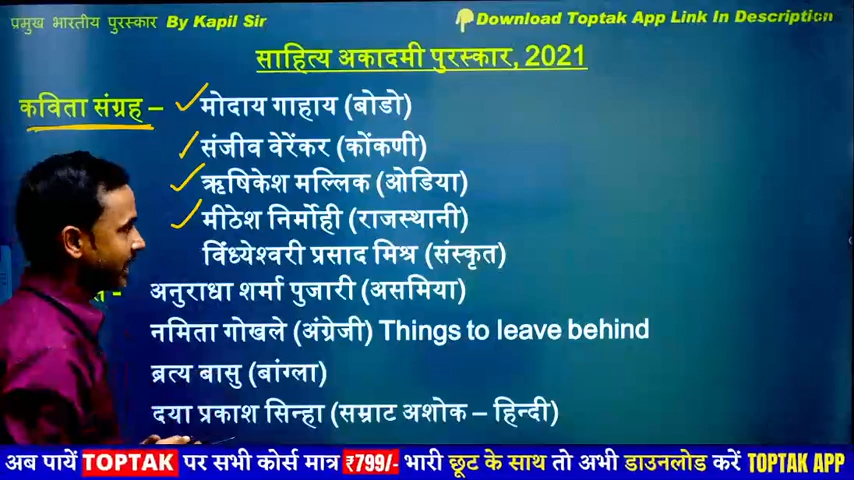 प्रमुख भारतीय पुरस्कार By Kapil Sir
Download Toptak App Link In Description
साहित्य अकादमी पुरस्कार, 2021
कविता संग्रह – मोदाय गाहाय (बोडो)
संजीव वेरेंकर (कोंकणी)
ऋषिकेश मल्लिक (ओडिया)
मीठेश निर्मोही (राजस्थानी)
विंध्येश्वरी प्रसाद मिश्र (संस्कृत)
अनुराधा शर्मा पुजारी (असमिया)
नमिता गोखले (अंग्रेजी) Things to leave behind
ब्रत्य बासु (बांग्ला)
दया प्रकाश सिन्हा (सम्राट अशोक – हिन्दी)
अब पायें TOPTAK पर सभी कोर्स मात्र ₹799/- भारी छूट के साथ तो अभी डाउनलोड करें TOPTAK APP